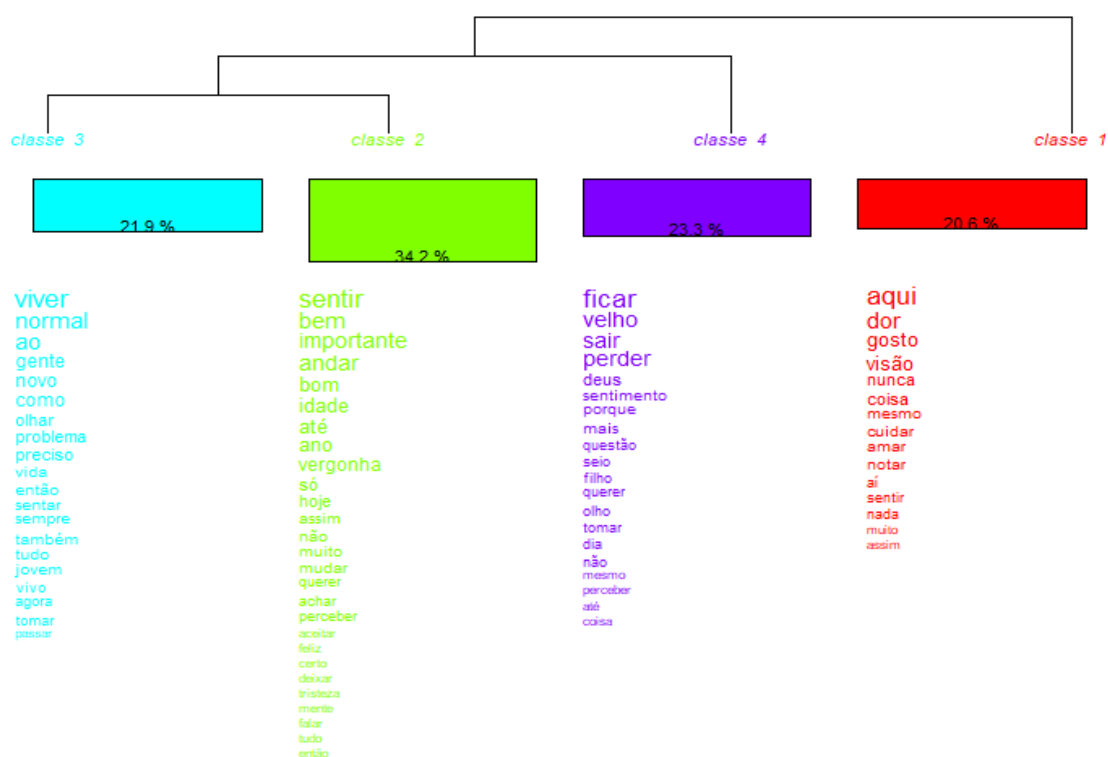 classe 3
classe 2
classe 4
classe 1
21.9 %
34.2 %
23.3 %
20.6 %
viver
normal
ao
gente
novo
como
olhar
problema
preciso
vida
então
sentar
sempre
também
tudo
jovem
vivo
agora
tomar
passar
sentir
bem
importante
andar
bom
idade
até
ano
vergonha
só
hoje
assim
não
muito
mudar
querer
achar
perceber
aceitar
feliz
certo
deixar
tristeza
mente
falar
tudo
então
ficar
velho
sair
perder
deus
sentimento
porque
mais
questão
seio
filho
querer
olho
tomar
dia
não
mesmo
perceber
até
coisa
aqui
dor
gosto
visão
nunca
coisa
mesmo
cuidar
amar
notar
aí
sentir
nada
muito
assim